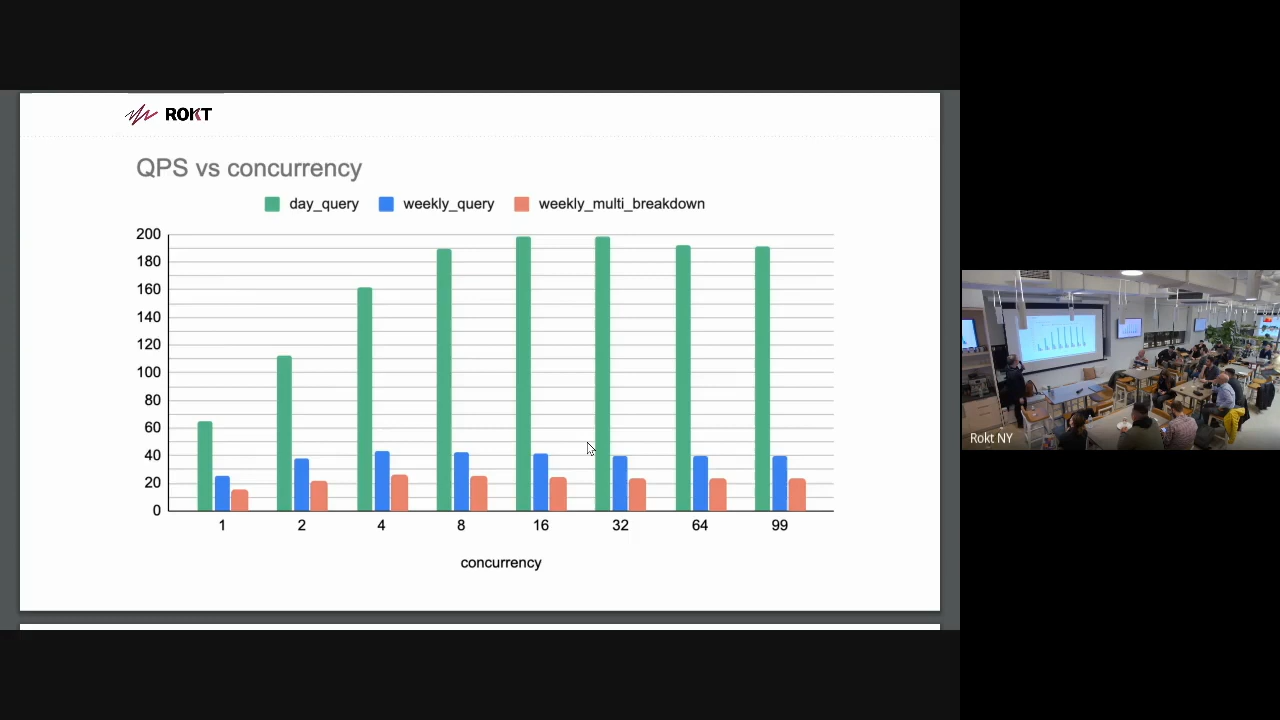 ROKT
QPS vs concurrency
day_query weekly_query weekly_multi_breakdown
200
180
160
140
120
100
80
60
40
20
0
1 2 4 8 16 32 64 99
concurrency
Rokt NY